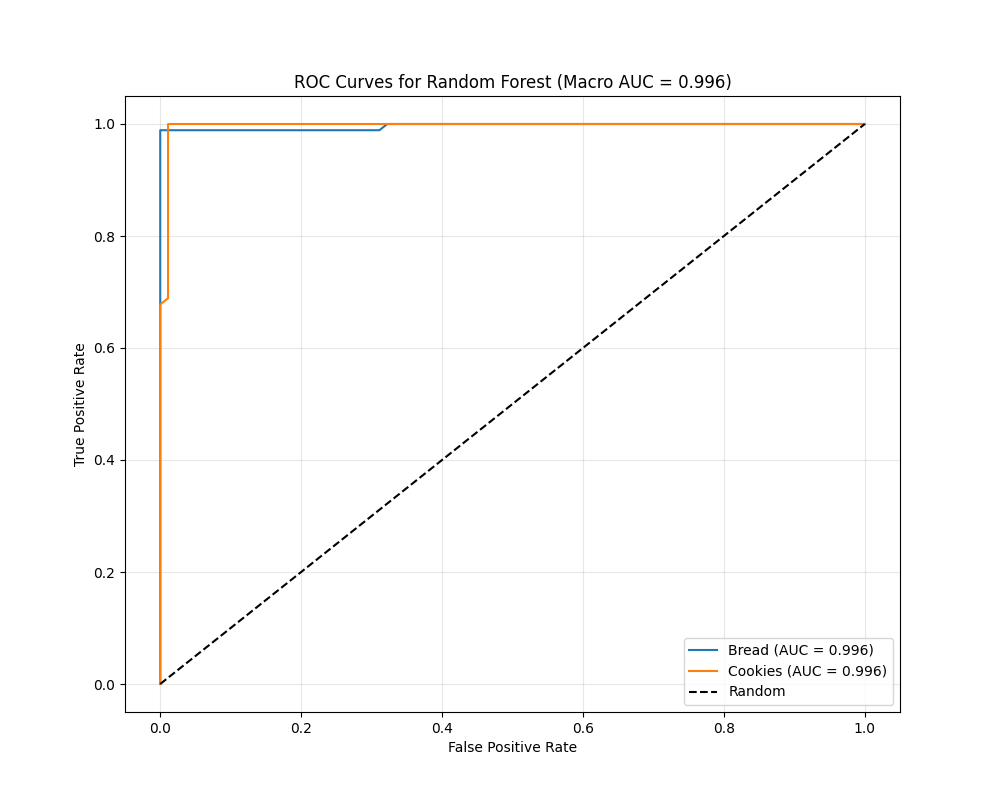 ROC Curves for Random Forest (Macro AUC = 0.996)
True Positive Rate
1.0
0.8
0.6
0.4
0.2
0.0
Bread (AUC = 0.996)
Cookies (AUC = 0.996)
Random
0.0 0.2 0.4 0.6 0.8 1.0
False Positive Rate